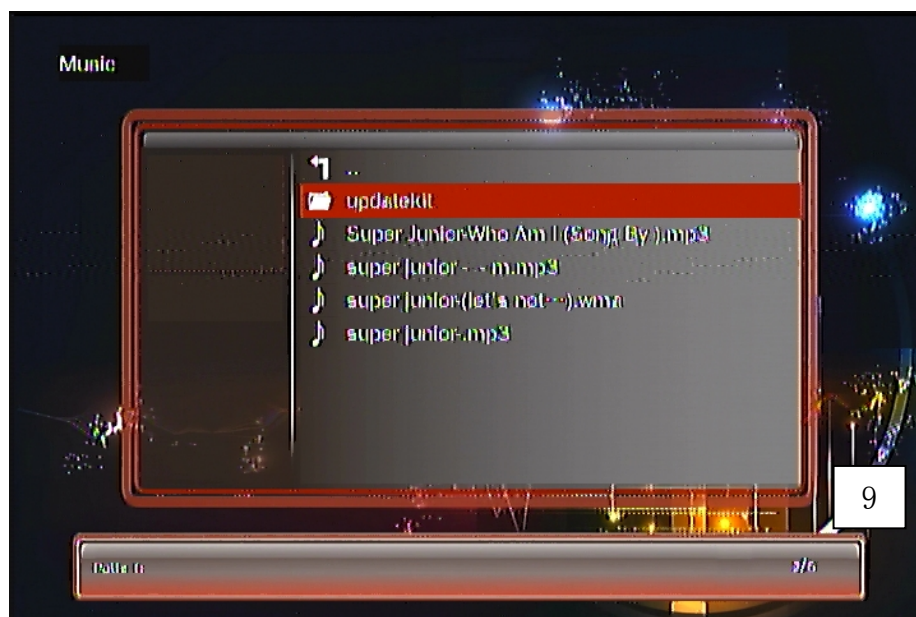 Music
..
updatekit
Super Junior-Who Am I (Song By ).mp3
super junior - - m.mp3
super junior-(let's not···).wma
super junior-.mp3
9
2/6